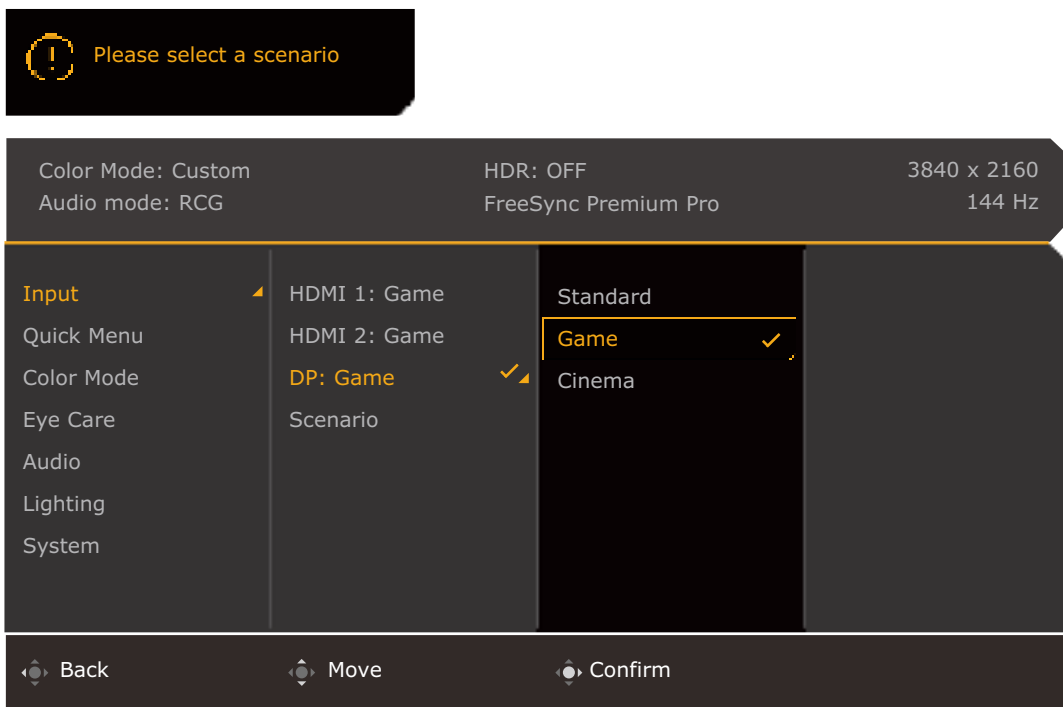 Please select a scenario
Color Mode: Custom
Audio mode: RCG
HDR: OFF
FreeSync Premium Pro
3840 x 2160
144 Hz
Input
Quick Menu
Color Mode
Eye Care
Audio
Lighting
System
HDMI 1: Game
HDMI 2: Game
DP: Game
Scenario
Standard
Game
Cinema
Back
Move
Confirm